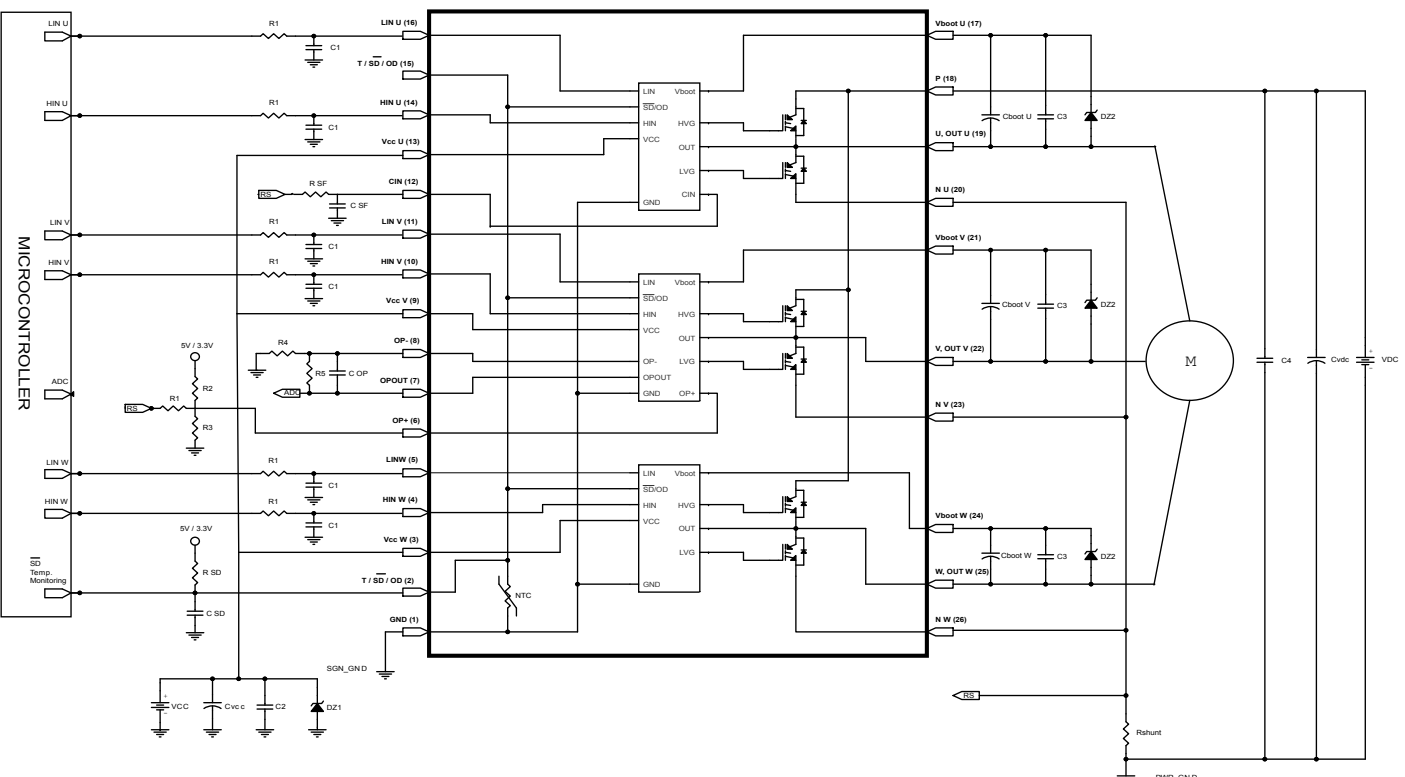 MICROCONTROLLER
LIN U
HIN U
LIN V
HIN V
ADC
LIN W
HIN W
SD
Temp.
Monitoring
R1
C1
R1
C1
RS
R SF
C SF
R1
C1
R1
C1
5V / 3.3V
R2
R3
RS
R1
R4
R5
C OP
ADC
R1
C1
R1
C1
5V / 3.3V
R SD
C SD
VCC
+
−
Cvcc
C2
DZ1
SGN_GND
LIN U (16)
T / SD / OD (15)
HIN U (14)
Vcc U (13)
CIN (12)
LIN V (11)
HIN V (10)
Vcc V (9)
OP- (8)
OPOUT (7)
OP+ (6)
LINW (5)
HIN W (4)
Vcc W (3)
T / SD / OD (2)
GND (1)
NTC
LIN
SD/OD
HIN
VCC
GND
Vboot
HVG
OUT
LVG
CIN
LIN
SD/OD
HIN
VCC
OP-
OPOUT
GND
Vboot
HVG
OUT
LVG
OP+
LIN
SD/OD
HIN
VCC
GND
Vboot
HVG
OUT
LVG
Vboot U (17)
P (18)
U, OUT U (19)
N U (20)
Vboot V (21)
V, OUT V (22)
N V (23)
Vboot W (24)
W, OUT W (25)
N W (26)
Cboot U
C3
DZ2
Cboot V
C3
DZ2
Cboot W
C3
DZ2
M
C4
Cvdc
VDC
+
−
RS
Rshunt
PWR_GND